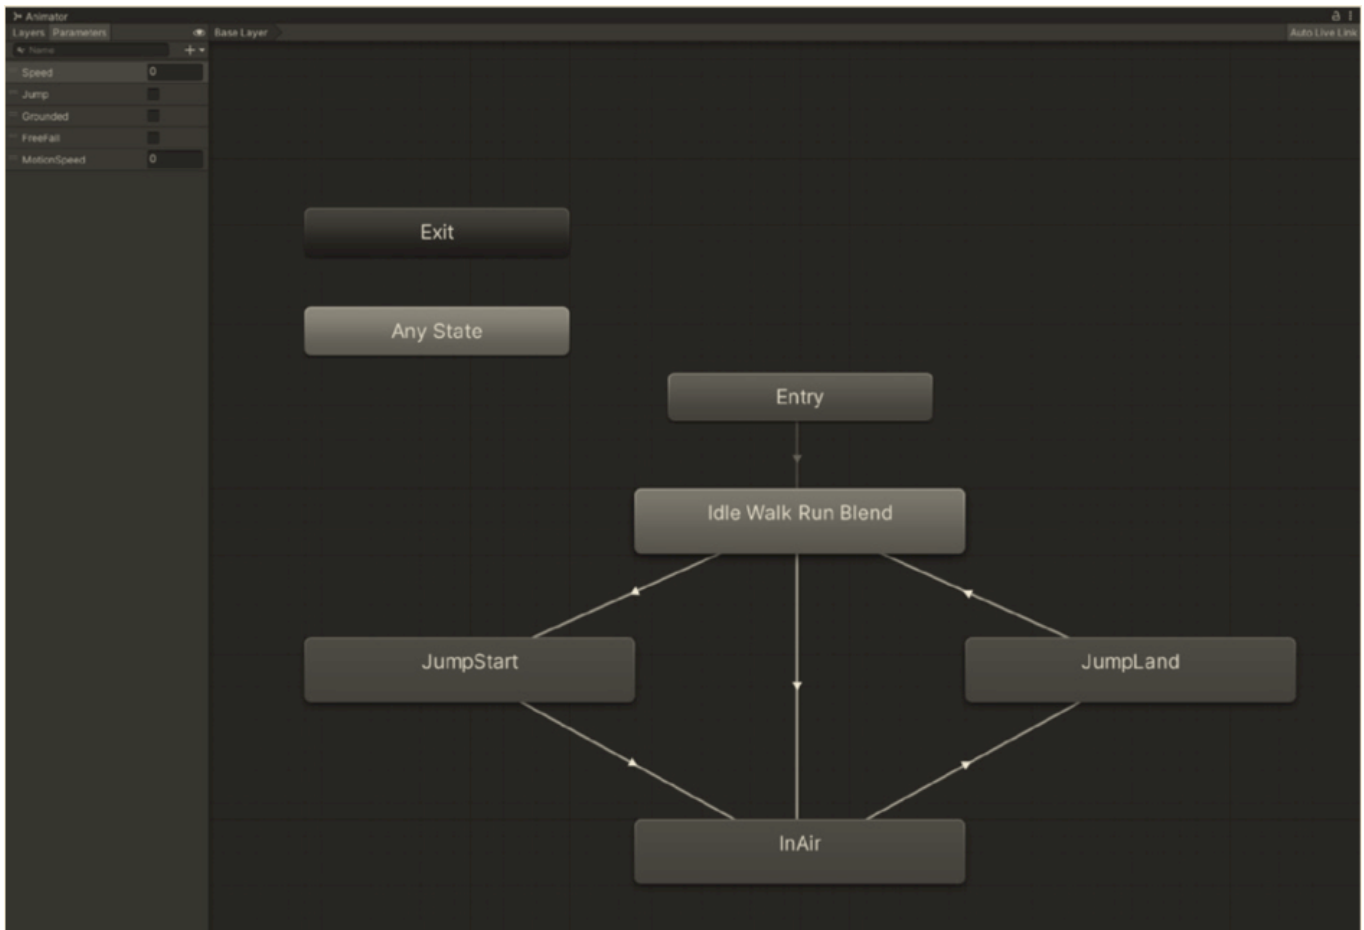 Animator
Layers Parameters Base Layer Auto Live Link
Name
Speed 0
Jump
Grounded
FreeFall
MotionSpeed 0
Exit
Any State
Entry
Idle Walk Run Blend
JumpStart JumpLand
InAir